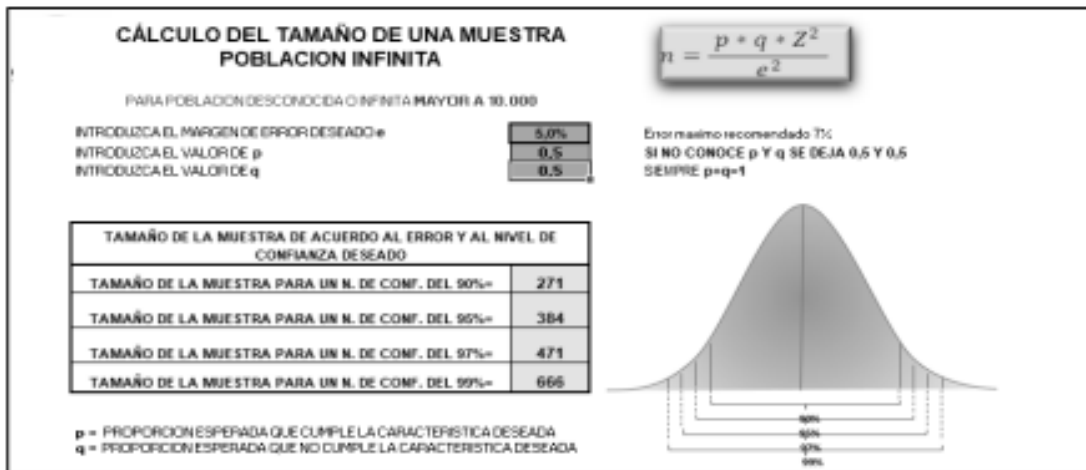 CÁLCULO DEL TAMAÑO DE UNA MUESTRA
POBLACION INFINITA
n = p * q * Z² / e²
PARA POBLACION DESCONOCIDA O INFINITA MAYOR A 10.000
INTRODUZCA EL MARGEN DE ERROR DESEADO e 5,0%
INTRODUZCA EL VALOR DE p 0,5
INTRODUZCA EL VALOR DE q 0,5
Error maximo recomendado 7%
SI NO CONOCE p Y q SE DEJA 0,5 Y 0,5
SIEMPRE p+q=1
TAMAÑO DE LA MUESTRA DE ACUERDO AL ERROR Y AL NIVEL DE
CONFIANZA DESEADO
TAMAÑO DE LA MUESTRA PARA UN N. DE CONF. DEL 90%= 271
TAMAÑO DE LA MUESTRA PARA UN N. DE CONF. DEL 95%= 384
TAMAÑO DE LA MUESTRA PARA UN N. DE CONF. DEL 97%= 471
TAMAÑO DE LA MUESTRA PARA UN N. DE CONF. DEL 99%= 666
90%
95%
97%
99%
p = PROPORCION ESPERADA QUE CUMPLE LA CARACTERISTICA DESEADA
q = PROPORCION ESPERADA QUE NO CUMPLE LA CARACTERISTICA DESEADA